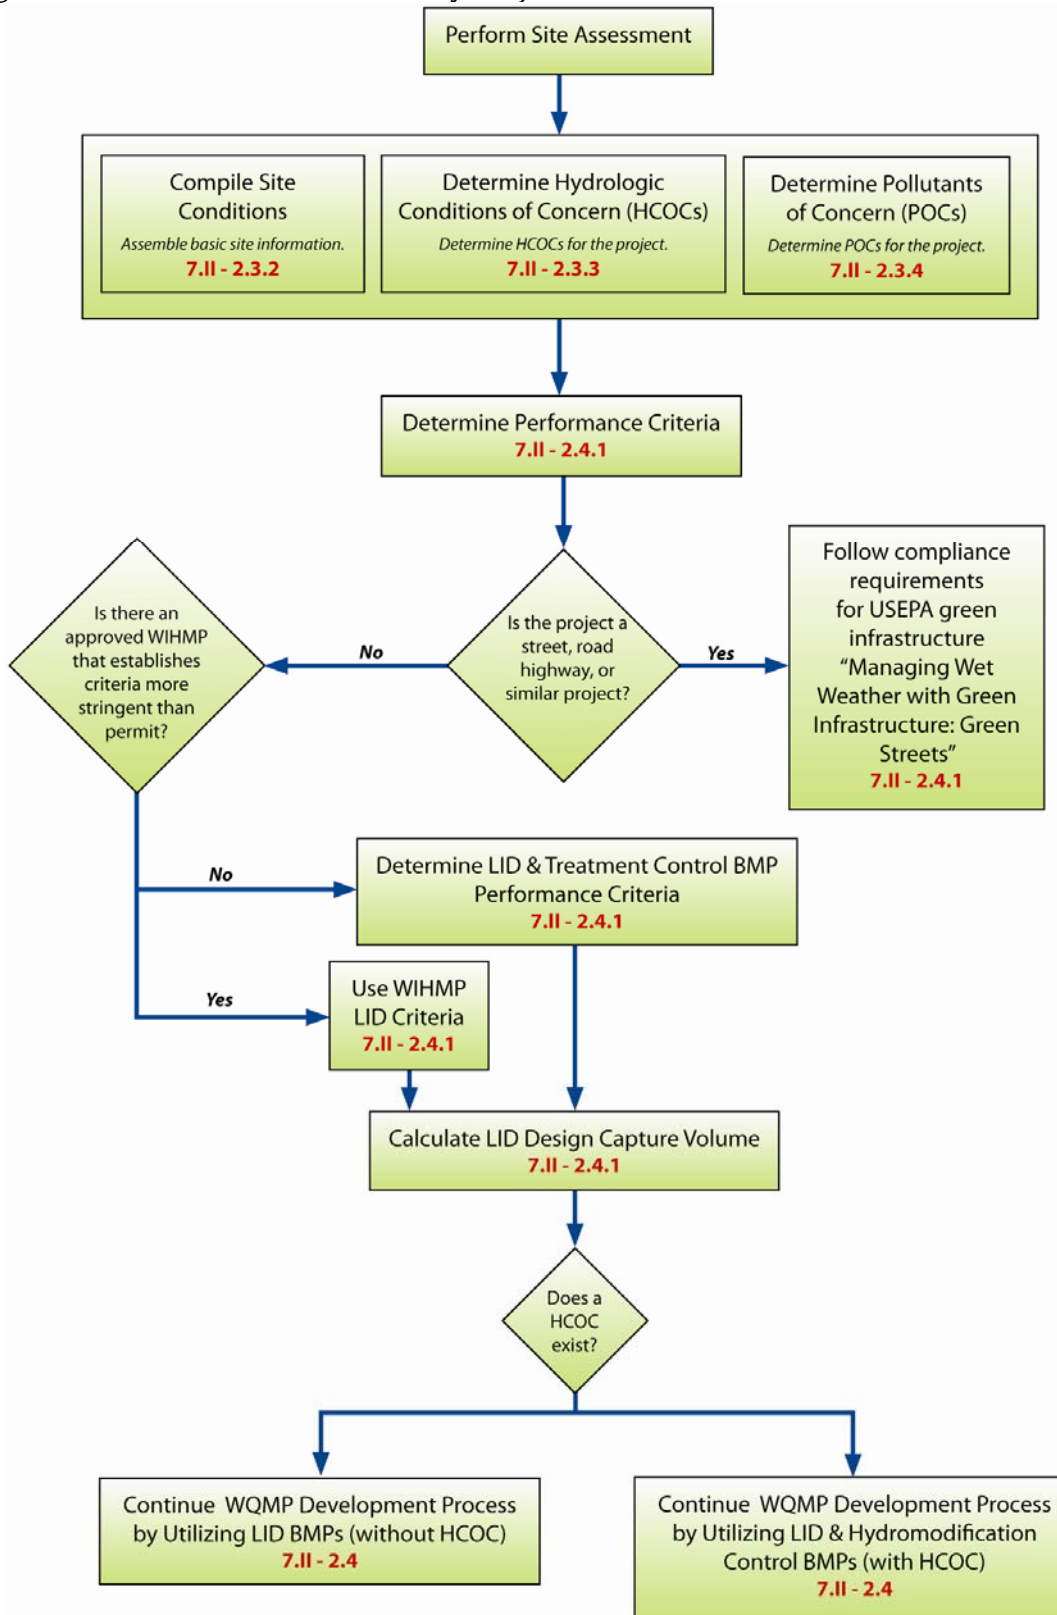 Perform Site Assessment
Compile Site
Conditions
Assemble basic site information.
7.II - 2.3.2
Determine Hydrologic
Conditions of Concern (HCOCs)
Determine HCOCs for the project.
7.II - 2.3.3
Determine Pollutants
of Concern (POCs)
Determine POCs for the project.
7.II - 2.3.4
Determine Performance Criteria
7.II - 2.4.1
Is there an
approved WIHMP
that establishes
criteria more
stringent than
permit?
No
Is the project a
street, road
highway, or
similar project?
Yes
Follow compliance
requirements
for USEPA green
infrastructure
“Managing Wet
Weather with Green
Infrastructure: Green
Streets”
7.II - 2.4.1
No
Determine LID & Treatment Control BMP
Performance Criteria
7.II - 2.4.1
Yes
Use WIHMP
LID Criteria
7.II - 2.4.1
Calculate LID Design Capture Volume
7.II - 2.4.1
Does a
HCOC
exist?
Continue WQMP Development Process
by Utilizing LID BMPs (without HCOC)
7.II - 2.4
Continue WQMP Development Process
by Utilizing LID & Hydromodification
Control BMPs (with HCOC)
7.II - 2.4